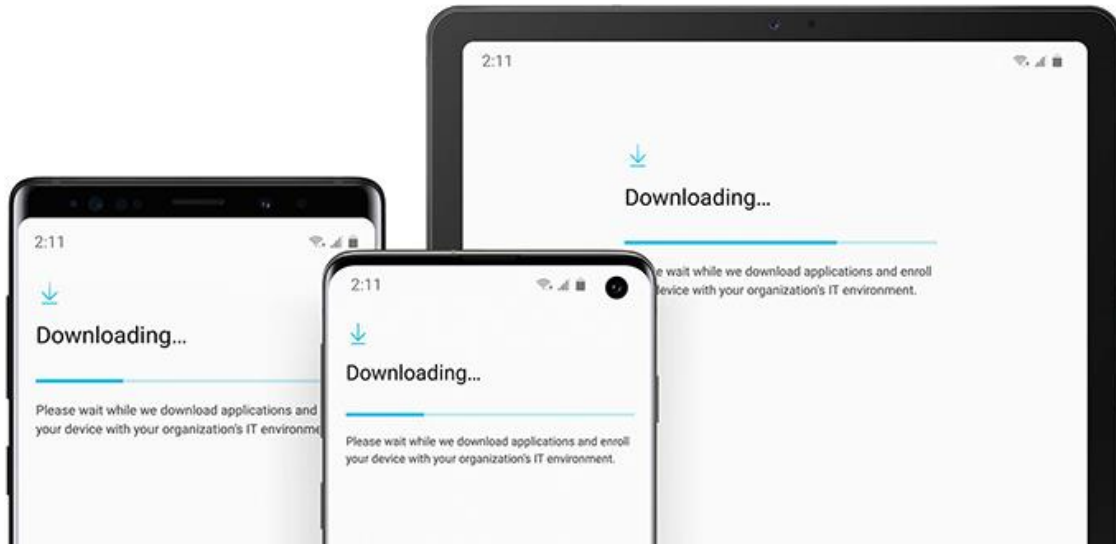 2:11
Downloading...
Please wait while we download applications and
your device with your organization's IT
2:11
Downloading...
Please wait while we download applications and enroll
your device with your organization's IT environment.
2:11
Downloading...
wait while we download applications and enroll
device with your organization's IT environment.